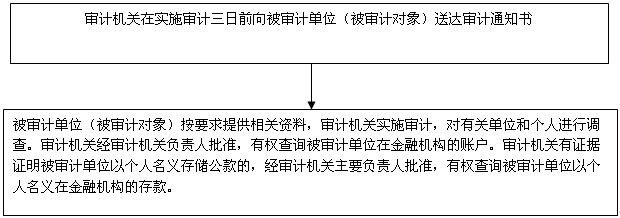 审计机关在实施审计三日前向被审计单位（被审计对象）送达审计通知书
被审计单位（被审计对象）按要求提供相关资料，审计机关实施审计，对有关单位和个人进行调
查。审计机关经审计机关负责人批准，有权查询被审计单位在金融机构的账户。审计机关有证据
证明被审计单位以个人名义存储公款的，经审计机关主要负责人批准，有权查询被审计单位以个
人名义在金融机构的存款。